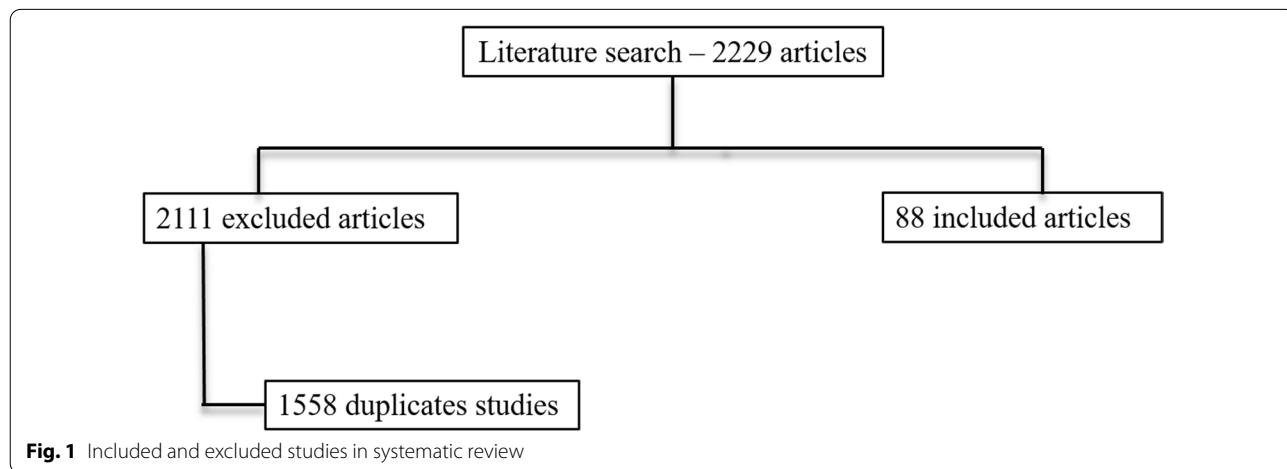 Literature search – 2229 articles
2111 excluded articles
88 included articles
1558 duplicates studies
Fig. 1 Included and excluded studies in systematic review